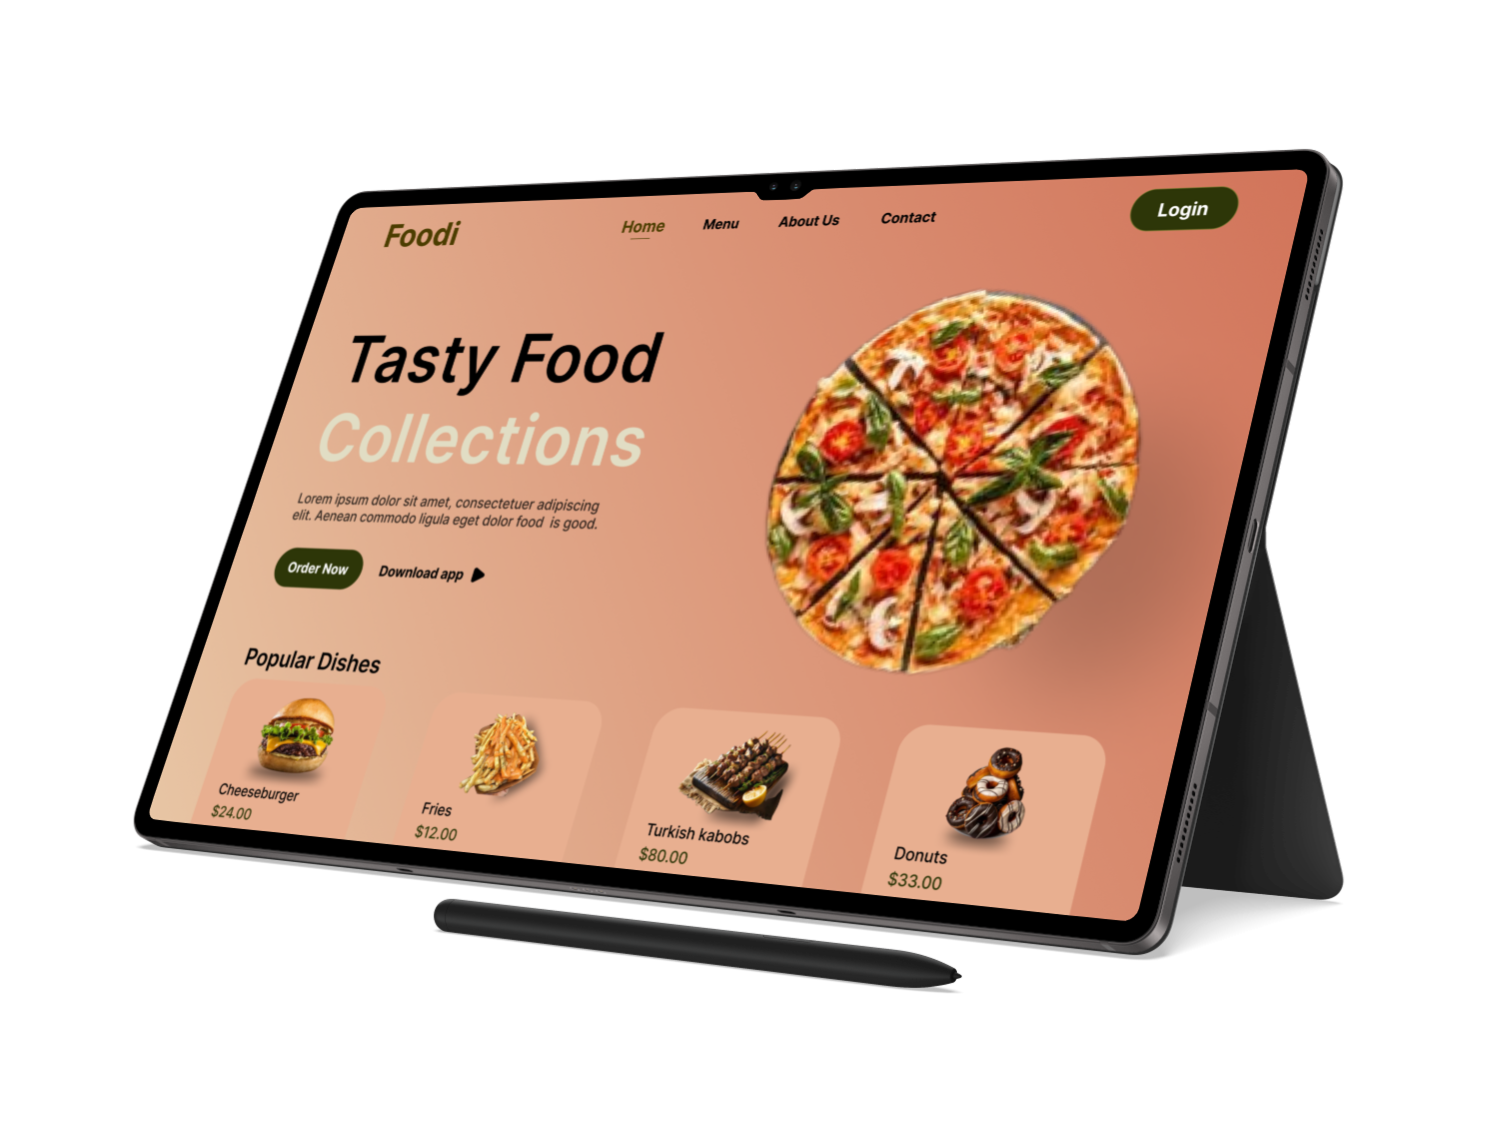 Foodi
Home
Menu
About Us
Contact
Login
Tasty Food
Collections
Lorem ipsum dolor sit amet, consectetuer adipiscing
elit. Aenean commodo ligula eget dolor food is good.
Order Now
Download app
Popular Dishes
Cheeseburger
$24.00
Fries
$12.00
Turkish kabobs
$80.00
Donuts
$33.00